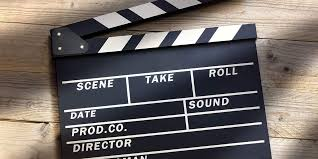 SCENE TAKE ROLL
DATE SOUND
PROD.CO.
DIRECTOR